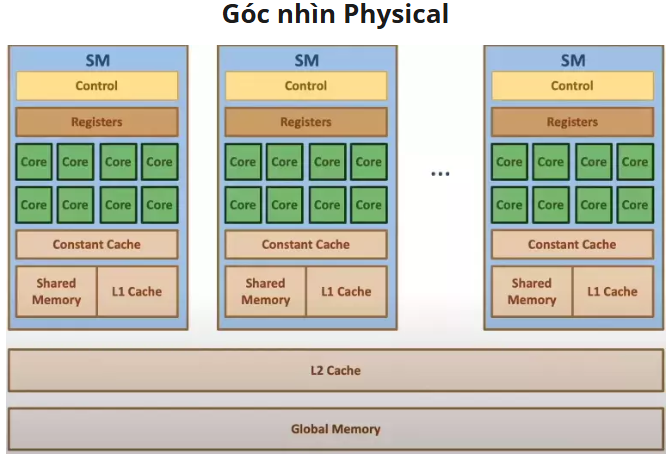 Góc nhìn Physical
SM SM SM
Control Control Control
Registers Registers Registers
Core Core Core Core Core Core Core Core Core Core Core Core
...
Core Core Core Core Core Core Core Core Core Core Core Core
Constant Cache Constant Cache Constant Cache
Shared Memory L1 Cache Shared Memory L1 Cache Shared Memory L1 Cache
L2 Cache
Global Memory